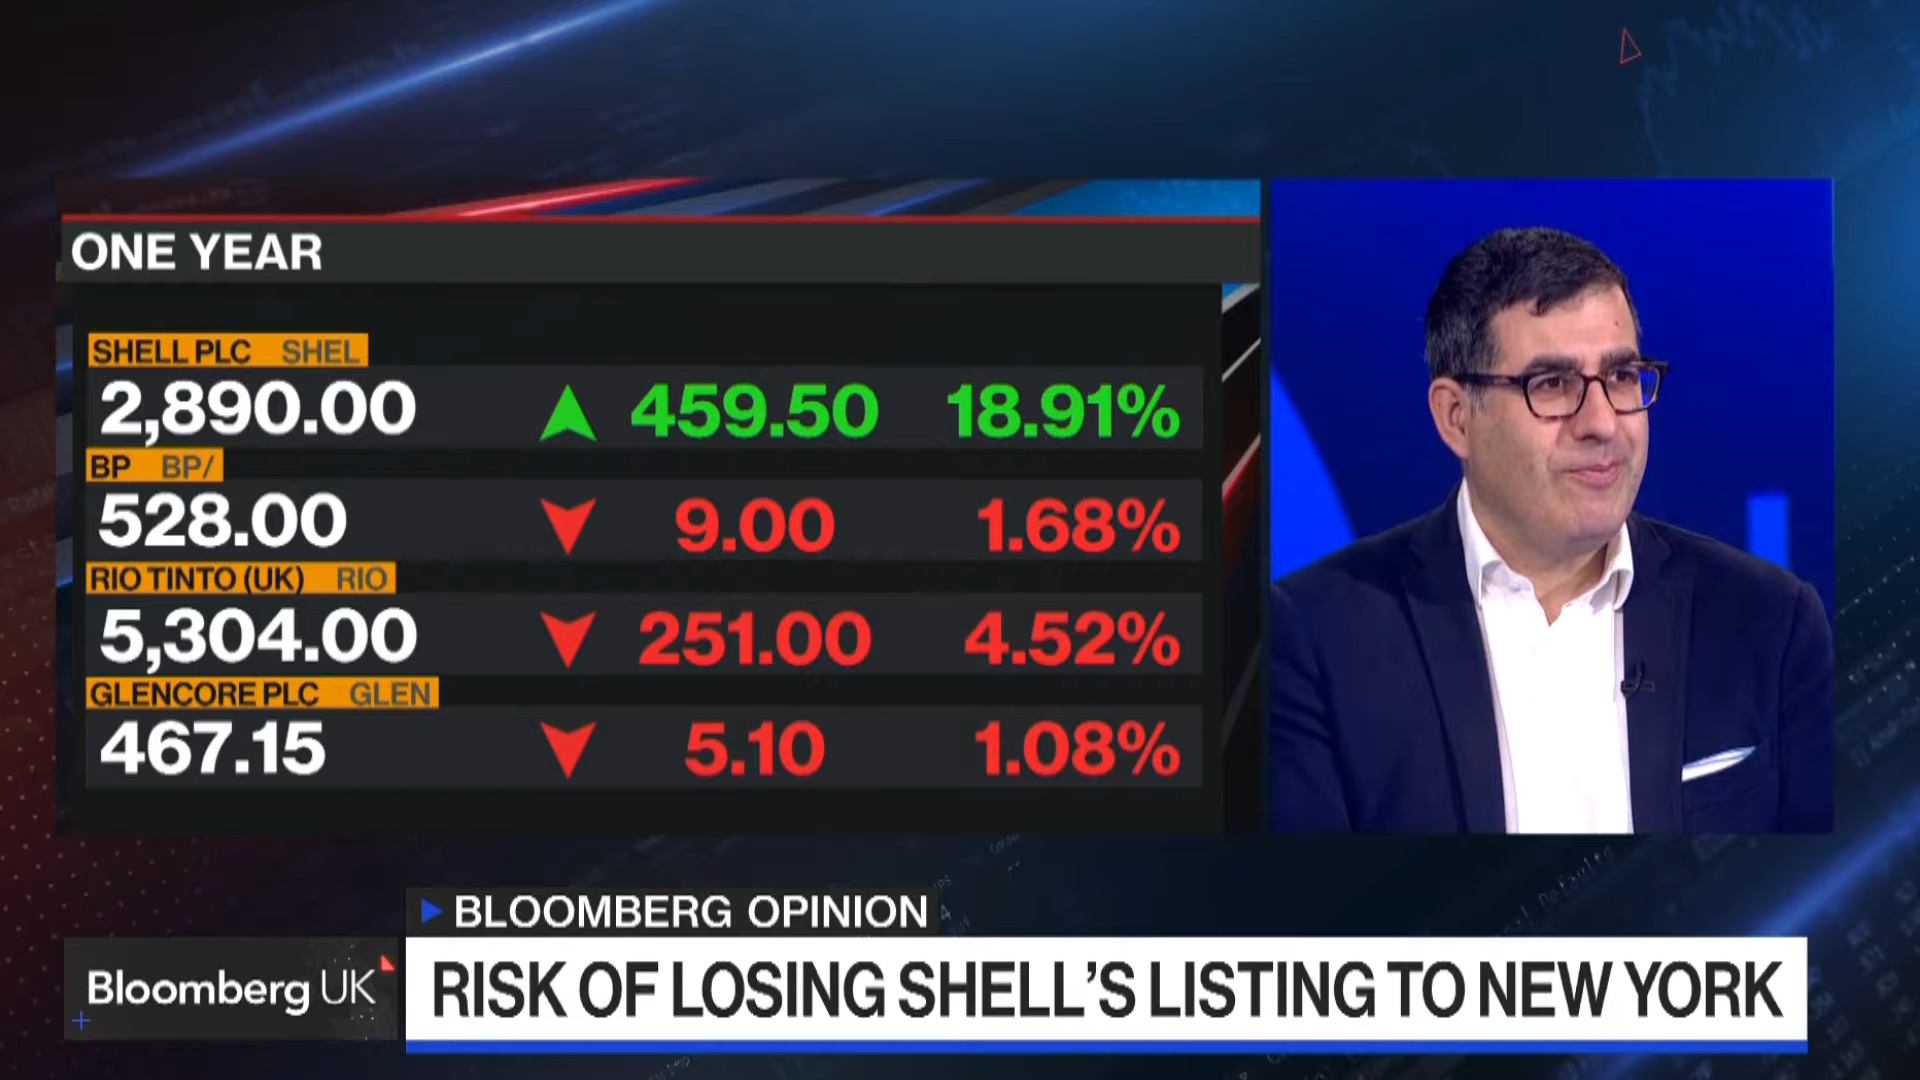 ONE YEAR
SHELL PLC SHEL
2,890.00 459.50 18.91%
BP BP/
528.00 9.00 1.68%
RIO TINTO (UK) RIO
5,304.00 251.00 4.52%
GLENCORE PLC GLEN
467.15 5.10 1.08%
BLOOMBERG OPINION
Bloomberg UK
RISK OF LOSING SHELL'S LISTING TO NEW YORK